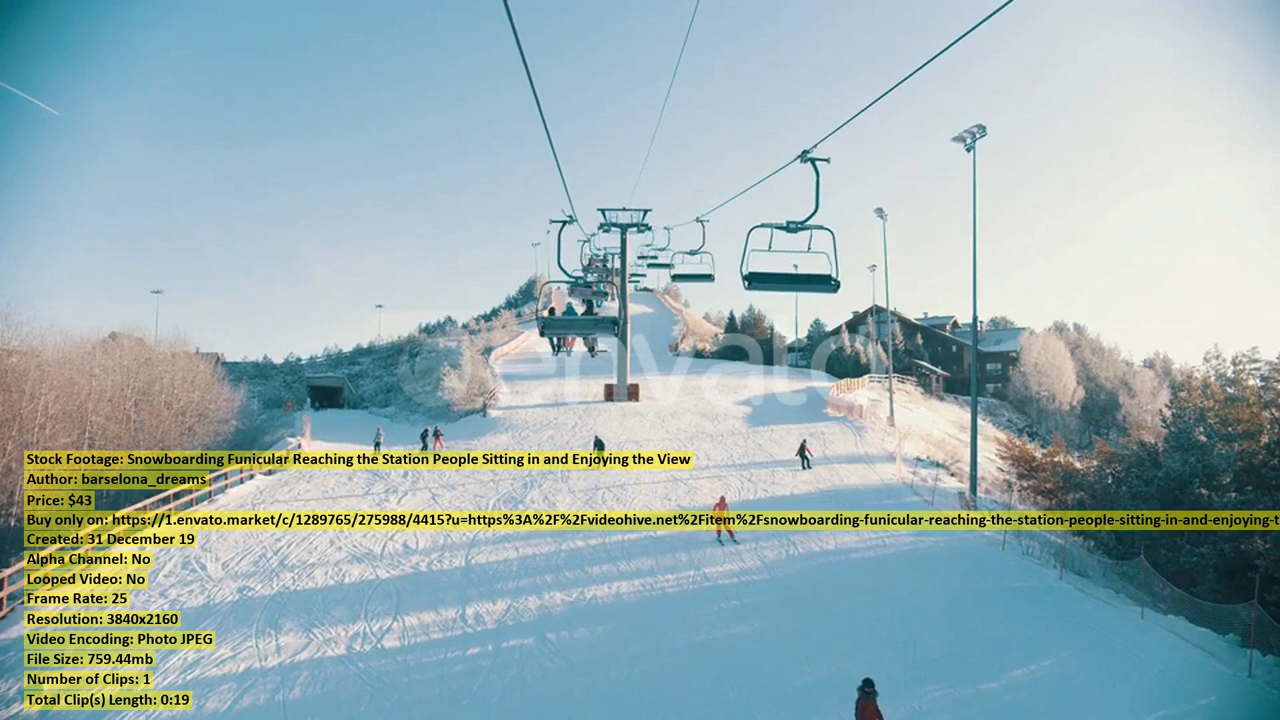 envato
Stock Footage: Snowboarding Funicular Reaching the Station People Sitting in and Enjoying the View
Author: barselona_dreams
Price: $43
Buy only on: https://1.envato.market/c/1289765/275988/4415?u=https%3A%2F%2Fvideohive.net%2Fitem%2Fsnowboarding-funicular-reaching-the-station-people-sitting-in-and-enjoying-t
Created: 31 December 19
Alpha Channel: No
Looped Video: No
Frame Rate: 25
Resolution: 3840x2160
Video Encoding: Photo JPEG
File Size: 759.44mb
Number of Clips: 1
Total Clip(s) Length: 0:19